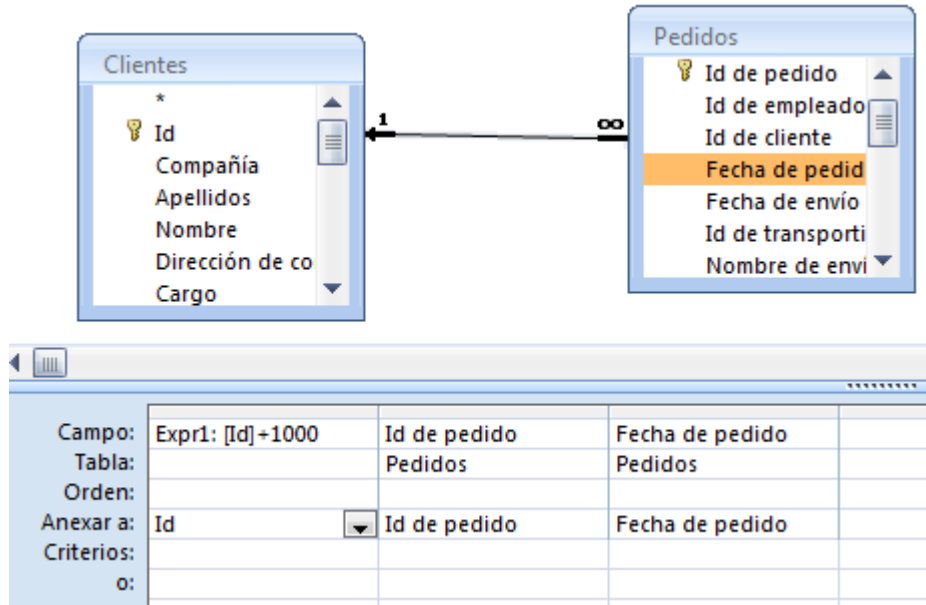 Clientes
*
Id
Compañía
Apellidos
Nombre
Dirección de co
Cargo
1
∞
Pedidos
Id de pedido
Id de empleado
Id de cliente
Fecha de pedid
Fecha de envío
Id de transporti
Nombre de envi
Campo: Expr1: [Id]+1000 Id de pedido Fecha de pedido
Tabla: Pedidos Pedidos
Orden:
Anexar a: Id Id de pedido Fecha de pedido
Criterios:
o: